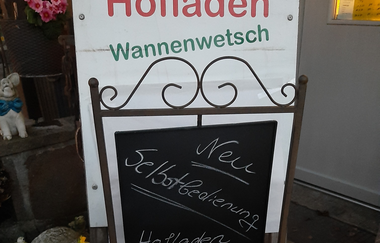 Hofladen
Wannenwetsch
Neu
Selbstbedienung
Hofladen